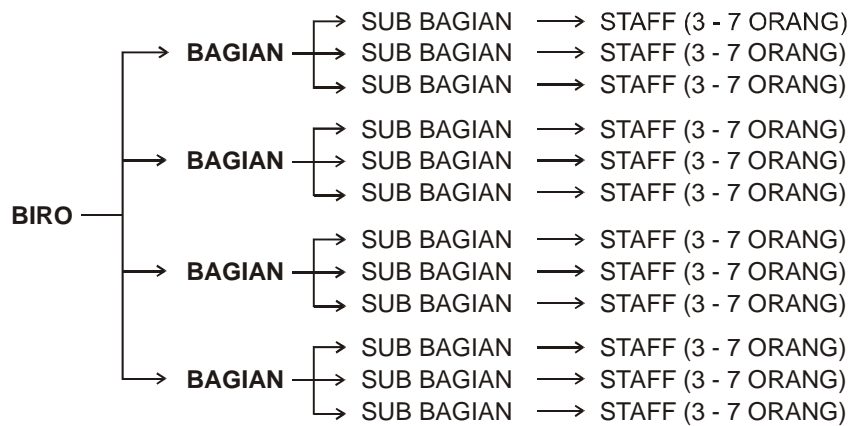 SUB BAGIAN STAFF (3 - 7 ORANG)
BAGIAN SUB BAGIAN STAFF (3 - 7 ORANG)
SUB BAGIAN STAFF (3 - 7 ORANG)
SUB BAGIAN STAFF (3 - 7 ORANG)
BAGIAN SUB BAGIAN STAFF (3 - 7 ORANG)
SUB BAGIAN STAFF (3 - 7 ORANG)
BIRO
SUB BAGIAN STAFF (3 - 7 ORANG)
BAGIAN SUB BAGIAN STAFF (3 - 7 ORANG)
SUB BAGIAN STAFF (3 - 7 ORANG)
SUB BAGIAN STAFF (3 - 7 ORANG)
BAGIAN SUB BAGIAN STAFF (3 - 7 ORANG)
SUB BAGIAN STAFF (3 - 7 ORANG)